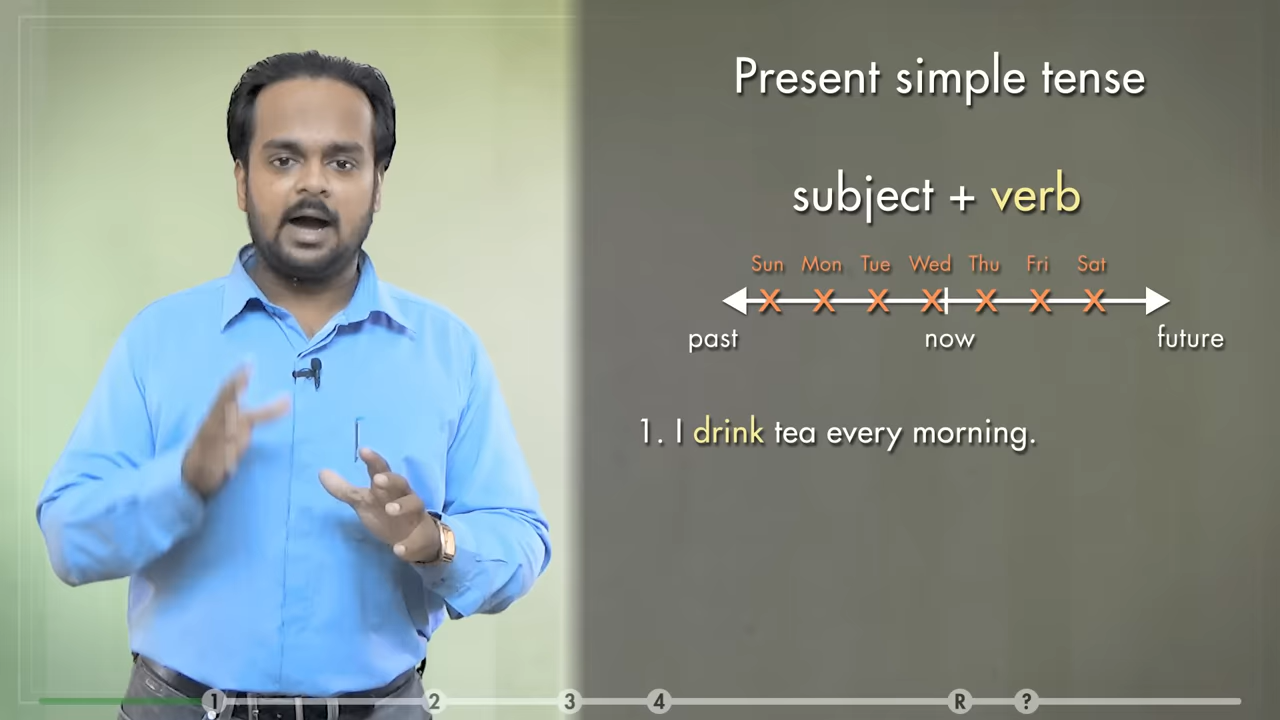 Present simple tense
subject + verb
Sun Mon Tue Wed Thu Fri Sat
X X X X X X X
past now future
1. I drink tea every morning.
1 2 3 4 R ?